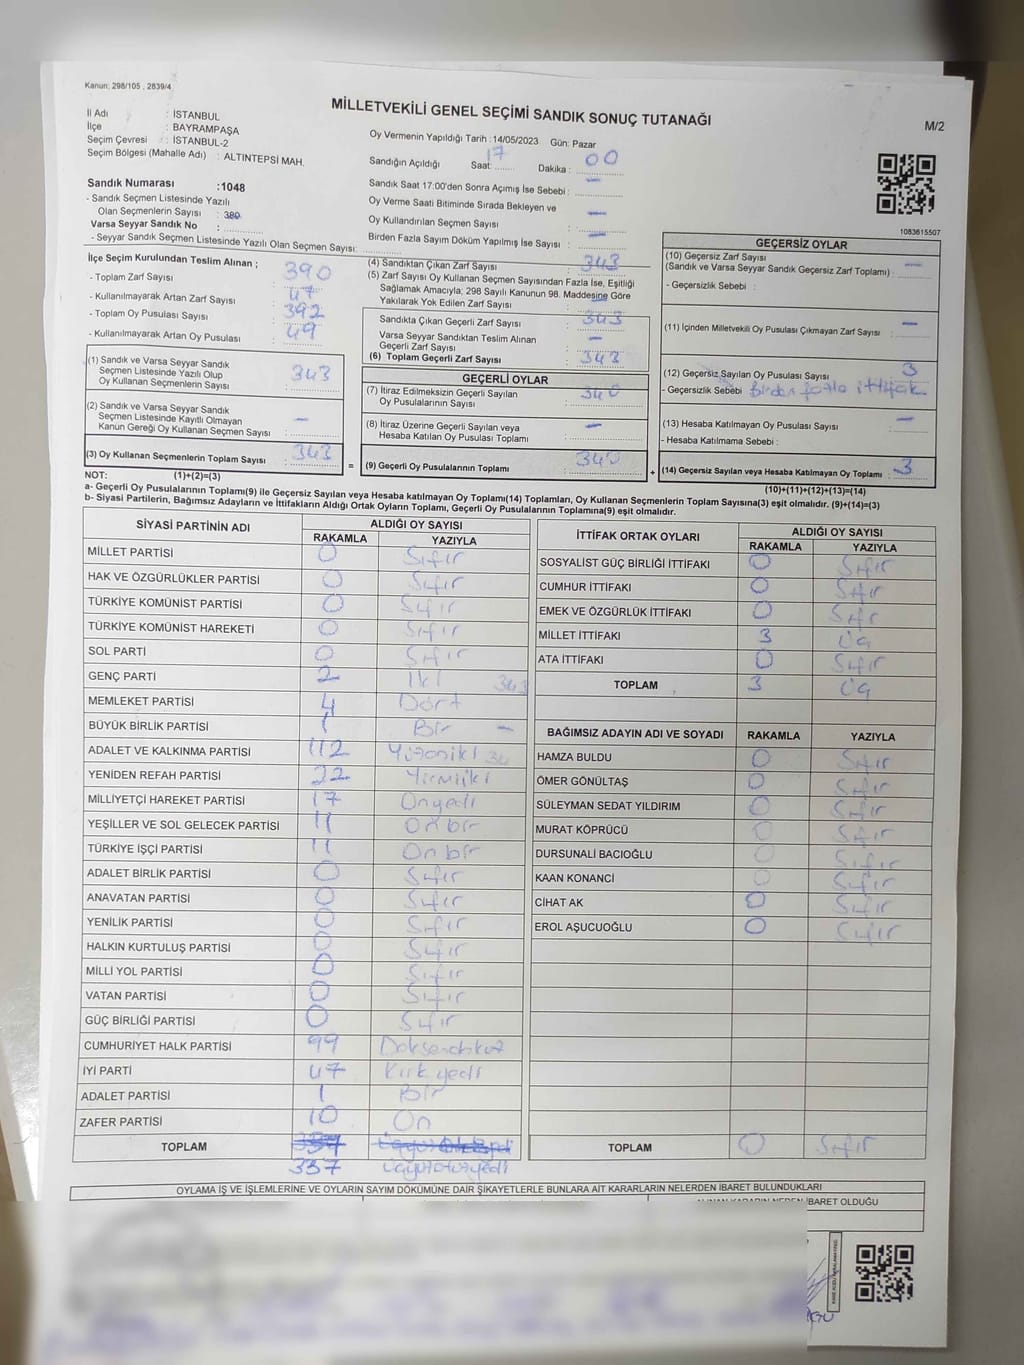 Kanun: 298/105 , 2839/4
MİLLETVEKİLİ GENEL SEÇİMİ SANDIK SONUÇ TUTANAĞI
M/2
İl Adı : İSTANBUL
İlçe : BAYRAMPAŞA
Seçim Çevresi : İSTANBUL-2
Seçim Bölgesi (Mahalle Adı) : ALTINTEPSİ MAH.
Oy Vermenin Yapıldığı Tarih : 14/05/2023 Gün: Pazar
Sandığın Açıldığı Saat: 17 Dakika : 00
Sandık Saat 17:00'den Sonra Açımış İse Sebebi : —
Oy Verme Saati Bitiminde Sırada Bekleyen ve
Oy Kullandırılan Seçmen Sayısı : —
Birden Fazla Sayım Döküm Yapılmış İse Sayısı : —
Sandık Numarası : 1048
- Sandık Seçmen Listesinde Yazılı
Olan Seçmenlerin Sayısı : 380
Varsa Seyyar Sandık No :
- Seyyar Sandık Seçmen Listesinde Yazılı Olan Seçmen Sayısı:
1083615507
İlçe Seçim Kurulundan Teslim Alınan ;
- Toplam Zarf Sayısı : 390
- Kullanılmayarak Artan Zarf Sayısı : 47
- Toplam Oy Pusulası Sayısı : 392
- Kullanılmayarak Artan Oy Pusulası : 49
(1) Sandık ve Varsa Seyyar Sandık
Seçmen Listesinde Yazılı Olup
Oy Kullanan Seçmenlerin Sayısı : 343
(2) Sandık ve Varsa Seyyar Sandık
Seçmen Listesinde Kayıtlı Olmayan
Kanun Gereği Oy Kullanan Seçmen Sayısı : —
(3) Oy Kullanan Seçmenlerin Toplam Sayısı : 343
(1)+(2)=(3)
(4) Sandıktan Çıkan Zarf Sayısı : 343
(5) Zarf Sayısı Oy Kullanan Seçmen Sayısından Fazla İse, Eşitliği
Sağlamak Amacıyla; 298 Sayılı Kanunun 98. Maddesine Göre
Yakılarak Yok Edilen Zarf Sayısı : —
Sandıkta Çıkan Geçerli Zarf Sayısı : 343
Varsa Seyyar Sandıktan Teslim Alınan
Geçerli Zarf Sayısı : —
(6) Toplam Geçerli Zarf Sayısı : 343
GEÇERLİ OYLAR
(7) İtiraz Edilmeksizin Geçerli Sayılan
Oy Pusulalarının Sayısı : 340
(8) İtiraz Üzerine Geçerli Sayılan veya
Hesaba Katılan Oy Pusulası Toplamı : —
= (9) Geçerli Oy Pusulalarının Toplamı : 340 +
GEÇERSİZ OYLAR
(10) Geçersiz Zarf Sayısı
(Sandık ve Varsa Seyyar Sandık Geçersiz Zarf Toplamı) : —
- Geçersizlik Sebebi :
(11) İçinden Milletvekili Oy Pusulası Çıkmayan Zarf Sayısı : —
(12) Geçersiz Sayılan Oy Pusulası Sayısı : 3
- Geçersizlik Sebebi : Birden fazla ittifak
(13) Hesaba Katılmayan Oy Pusulası Sayısı : —
- Hesaba Katılmama Sebebi :
(14) Geçersiz Sayılan veya Hesaba Katılmayan Oy Toplamı : 3
(10)+(11)+(12)+(13)=(14)
NOT:
a- Geçerli Oy Pusulalarının Toplamı(9) ile Geçersiz Sayılan veya Hesaba katılmayan Oy Toplamı(14) Toplamları, Oy Kullanan Seçmenlerin Toplam Sayısına(3) eşit olmalıdır. (9)+(14)=(3)
b- Siyasi Partilerin, Bağımsız Adayların ve İttifakların Aldığı Ortak Oyların Toplamı, Geçerli Oy Pusulalarının Toplamına(9) eşit olmalıdır.
SİYASİ PARTİNİN ADI ALDIĞI OY SAYISI
RAKAMLA YAZIYLA
MİLLET PARTİSİ 0 Sıfır
HAK VE ÖZGÜRLÜKLER PARTİSİ 0 Sıfır
TÜRKİYE KOMÜNİST PARTİSİ 0 Sıfır
TÜRKİYE KOMÜNİST HAREKETİ 0 Sıfır
SOL PARTİ 0 Sıfır
GENÇ PARTİ 2 İki 343
MEMLEKET PARTİSİ 4 Dört
BÜYÜK BİRLİK PARTİSİ 1 Bir —
ADALET VE KALKINMA PARTİSİ 112 Yüzoniki 34
YENİDEN REFAH PARTİSİ 22 Yirmiiki
MİLLİYETÇİ HAREKET PARTİSİ 17 Onyedi
YEŞİLLER VE SOL GELECEK PARTİSİ 11 Onbir
TÜRKİYE İŞÇİ PARTİSİ 11 Onbir
ADALET BİRLİK PARTİSİ 0 Sıfır
ANAVATAN PARTİSİ 0 Sıfır
YENİLİK PARTİSİ 0 Sıfır
HALKIN KURTULUŞ PARTİSİ 0 Sıfır
MİLLİ YOL PARTİSİ 0 Sıfır
VATAN PARTİSİ 0 Sıfır
GÜÇ BİRLİĞİ PARTİSİ 0 Sıfır
CUMHURİYET HALK PARTİSİ 99 Doksandokuz
İYİ PARTİ 47 Kırkyedi
ADALET PARTİSİ 1 Bir
ZAFER PARTİSİ 10 On
TOPLAM
337 Üçyüzotuzyedi
İTTİFAK ORTAK OYLARI ALDIĞI OY SAYISI
RAKAMLA YAZIYLA
SOSYALİST GÜÇ BİRLİĞİ İTTİFAKI 0 Sıfır
CUMHUR İTTİFAKI 0 Sıfır
EMEK VE ÖZGÜRLÜK İTTİFAKI 0 Sıfır
MİLLET İTTİFAKI 3 Üç
ATA İTTİFAKI 0 Sıfır
TOPLAM 3 Üç
BAĞIMSIZ ADAYIN ADI VE SOYADI RAKAMLA YAZIYLA
HAMZA BULDU 0 Sıfır
ÖMER GÖNÜLTAŞ 0 Sıfır
SÜLEYMAN SEDAT YILDIRIM 0 Sıfır
MURAT KÖPRÜCÜ 0 Sıfır
DURSUNALİ BACIOĞLU 0 Sıfır
KAAN KONANCİ 0 Sıfır
CİHAT AK 0 Sıfır
EROL AŞUCUOĞLU 0 Sıfır
TOPLAM 0 Sıfır
OYLAMA İŞ VE İŞLEMLERİNE VE OYLARIN SAYIM DÖKÜMÜNE DAİR ŞİKAYETLERLE BUNLARA AİT KARARLARIN NELERDEN İBARET BULUNDUKLARI
ALINAN KARARIN NEDEN İBARET OLDUĞU